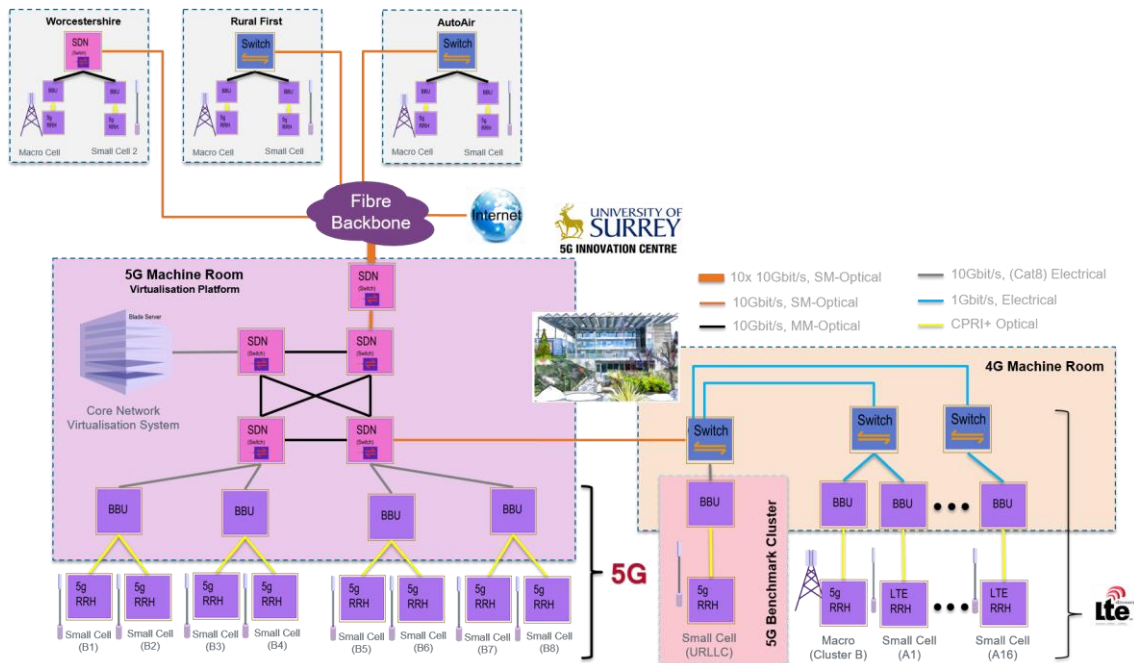 Worcestershire
SDN
(Switch)
BBU
BBU
5g
RRH
5g
RRH
Macro Cell
Small Cell 2
Rural First
Switch
BBU
BBU
5g
RRH
5g
RRH
Macro Cell
Small Cell
AutoAir
Switch
BBU
BBU
5g
RRH
5g
RRH
Macro Cell
Small Cell
Fibre
Backbone
Internet
UNIVERSITY OF
SURREY
5G INNOVATION CENTRE
5G Machine Room
Virtualisation Platform
SDN
(Switch)
Blade Server
SDN
(Switch)
SDN
(Switch)
Core Network
Virtualisation System
SDN
(Switch)
SDN
(Switch)
BBU
BBU
BBU
BBU
5g
RRH
5g
RRH
5g
RRH
5g
RRH
5g
RRH
5g
RRH
5g
RRH
5g
RRH
Small Cell
(B1)
Small Cell
(B2)
Small Cell
(B3)
Small Cell
(B4)
Small Cell
(B5)
Small Cell
(B6)
Small Cell
(B7)
Small Cell
(B8)
5G
10x 10Gbit/s, SM-Optical
10Gbit/s, SM-Optical
10Gbit/s, MM-Optical
10Gbit/s, (Cat8) Electrical
1Gbit/s, Electrical
CPRI+ Optical
4G Machine Room
Switch
Switch
Switch
BBU
BBU
BBU
BBU
5G Benchmark Cluster
5g
RRH
5g
RRH
LTE
RRH
LTE
RRH
Small Cell
(URLLC)
Macro
(Cluster B)
Small Cell
(A1)
Small Cell
(A16)
Lte